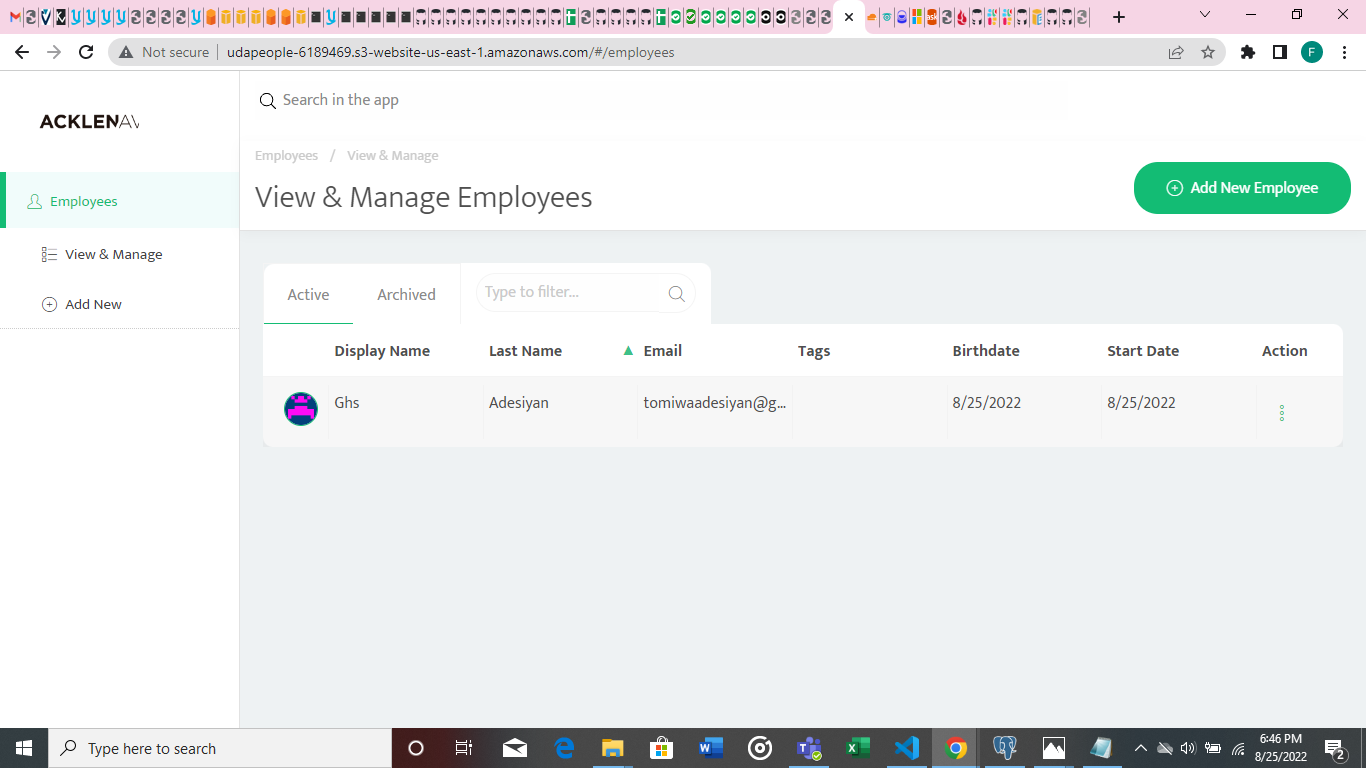 Not secure
udapeople-6189469.s3-website-us-east-1.amazonaws.com/#/employees
F
Search in the app
ACKLENAV
Employees / View & Manage
View & Manage Employees
Add New Employee
Employees
View & Manage
Add New
Active
Archived
Type to filter...
Display Name Last Name Email Tags Birthdate Start Date Action
Ghs Adesiyan tomiwaadesiyan@g... 8/25/2022 8/25/2022
Type here to search
6:46 PM
8/25/2022
2